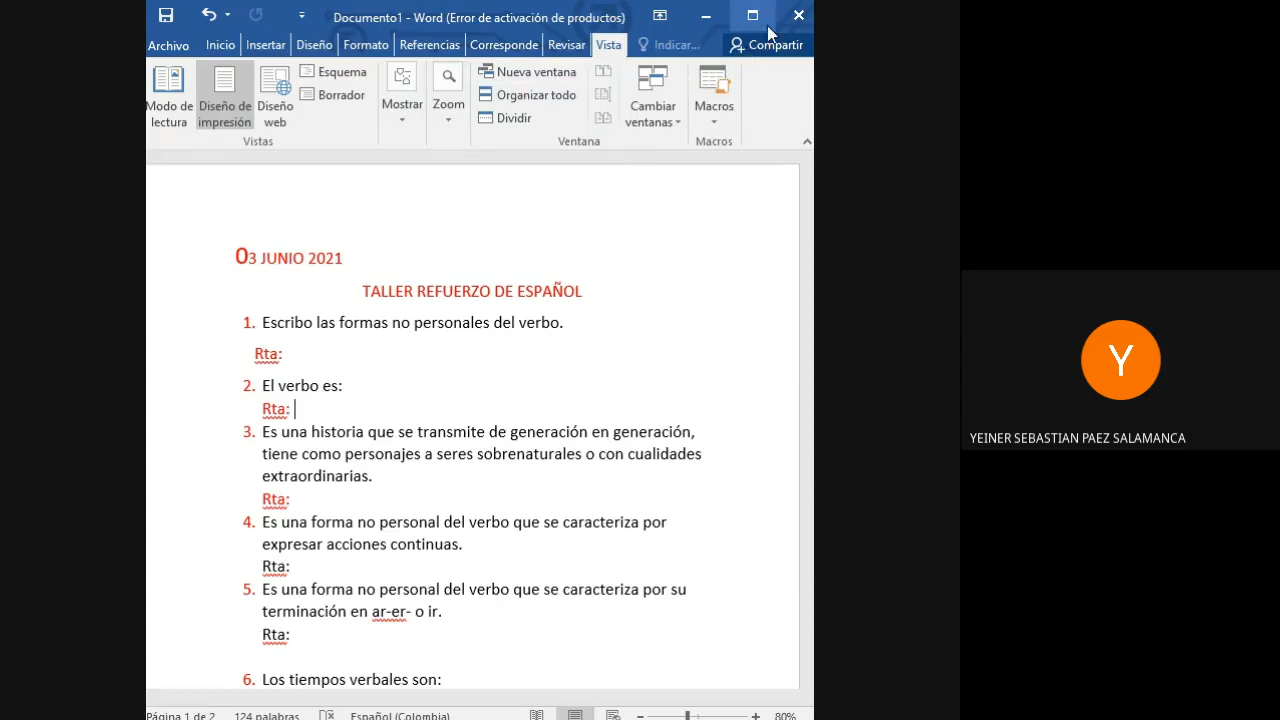 Documento1 - Word (Error de activación de productos)
Archivo Inicio Insertar Diseño Formato Referencias Corresponde Revisar Vista Indicar... Compartir
Modo de lectura
Diseño de impresión
Diseño web
Esquema
Borrador
Mostrar
Zoom
Nueva ventana
Organizar todo
Dividir
Cambiar ventanas
Macros
Vistas
Ventana
Macros
03 JUNIO 2021
TALLER REFUERZO DE ESPAÑOL
1. Escribo las formas no personales del verbo.
Rta:
2. El verbo es:
Rta:
3. Es una historia que se transmite de generación en generación,
tiene como personajes a seres sobrenaturales o con cualidades
extraordinarias.
Rta:
4. Es una forma no personal del verbo que se caracteriza por
expresar acciones continuas.
Rta:
5. Es una forma no personal del verbo que se caracteriza por su
terminación en ar-er- o ir.
Rta:
6. Los tiempos verbales son:
Página 1 de 2 124 palabras Español (Colombia) 80%
Y
YEINER SEBASTIAN PAEZ SALAMANCA